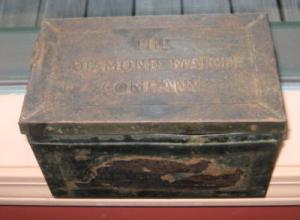 THE
DIAMOND MATCH
COMPANY